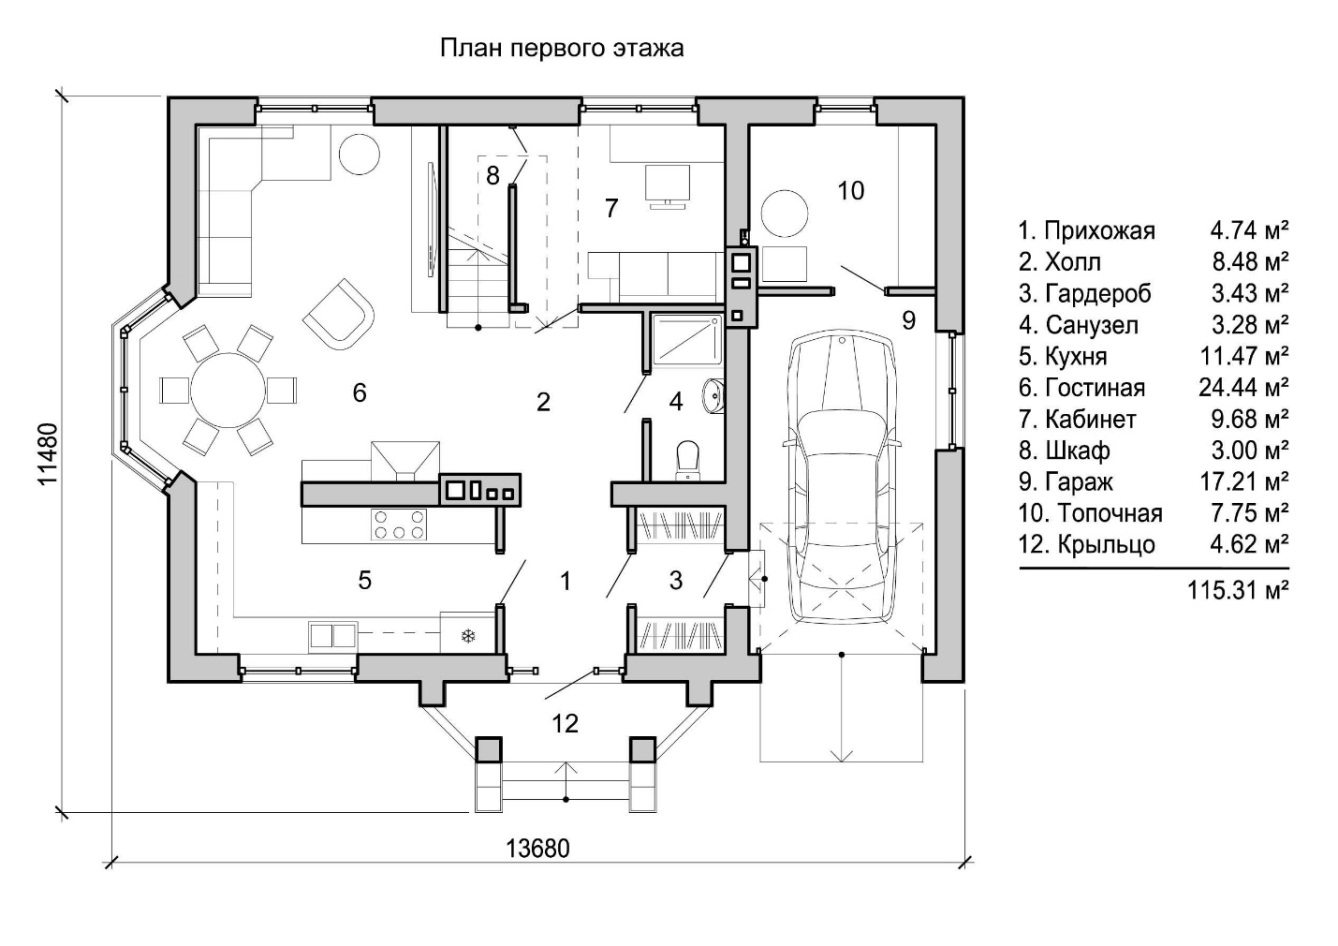 План первого этажа
8
7
10
1. Прихожая 4.74 м²
2. Холл 8.48 м²
3. Гардероб 3.43 м²
4. Санузел 3.28 м²
5. Кухня 11.47 м²
6. Гостиная 24.44 м²
7. Кабинет 9.68 м²
8. Шкаф 3.00 м²
9. Гараж 17.21 м²
10. Топочная 7.75 м²
12. Крыльцо 4.62 м²
115.31 м²
9
6
2
4
11480
5
1
3
12
13680